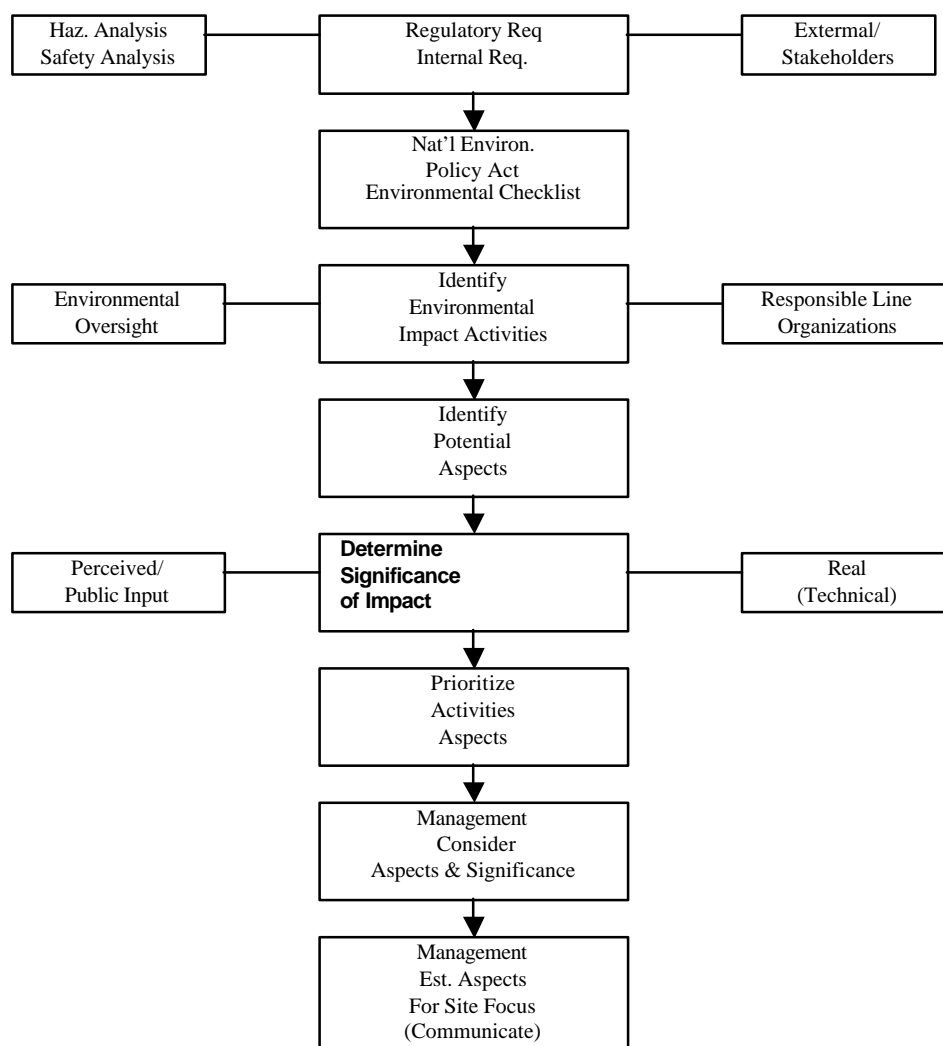 Haz. Analysis
Safety Analysis
Regulatory Req
Internal Req.
Extermal/
Stakeholders
Nat’l Environ.
Policy Act
Environmental Checklist
Identify
Environmental
Impact Activities
Environmental
Oversight
Responsible Line
Organizations
Identify
Potential
Aspects
Determine
Significance
of Impact
Perceived/
Public Input
Real
(Technical)
Prioritize
Activities
Aspects
Management
Consider
Aspects & Significance
Management
Est. Aspects
For Site Focus
(Communicate)